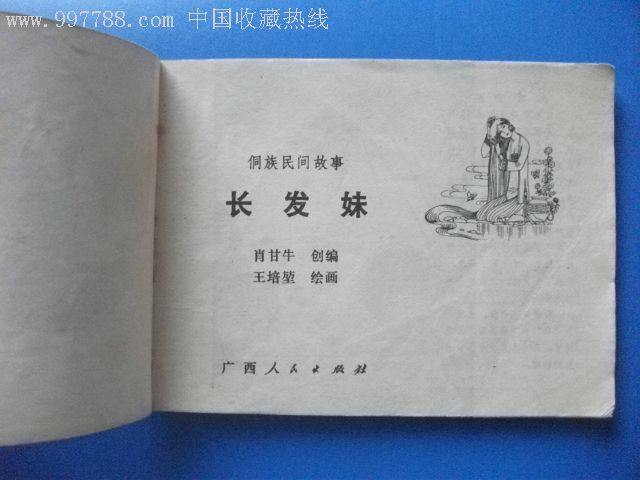 www.997788.com 中国收藏热线
侗族民间故事
长发妹
肖甘牛 创编
王培堃 绘画
广西人民出版社